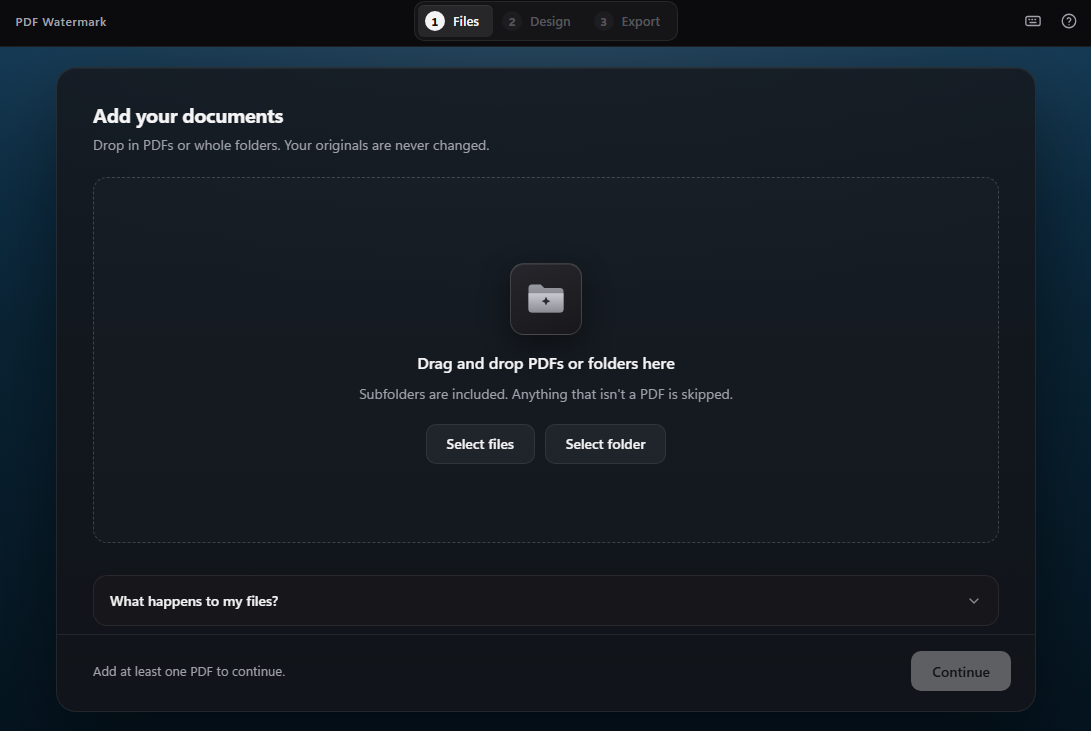 PDF Watermark
1 Files
2 Design
3 Export
Add your documents
Drop in PDFs or whole folders. Your originals are never changed.
Drag and drop PDFs or folders here
Subfolders are included. Anything that isn't a PDF is skipped.
Select files
Select folder
What happens to my files?
Add at least one PDF to continue.
Continue